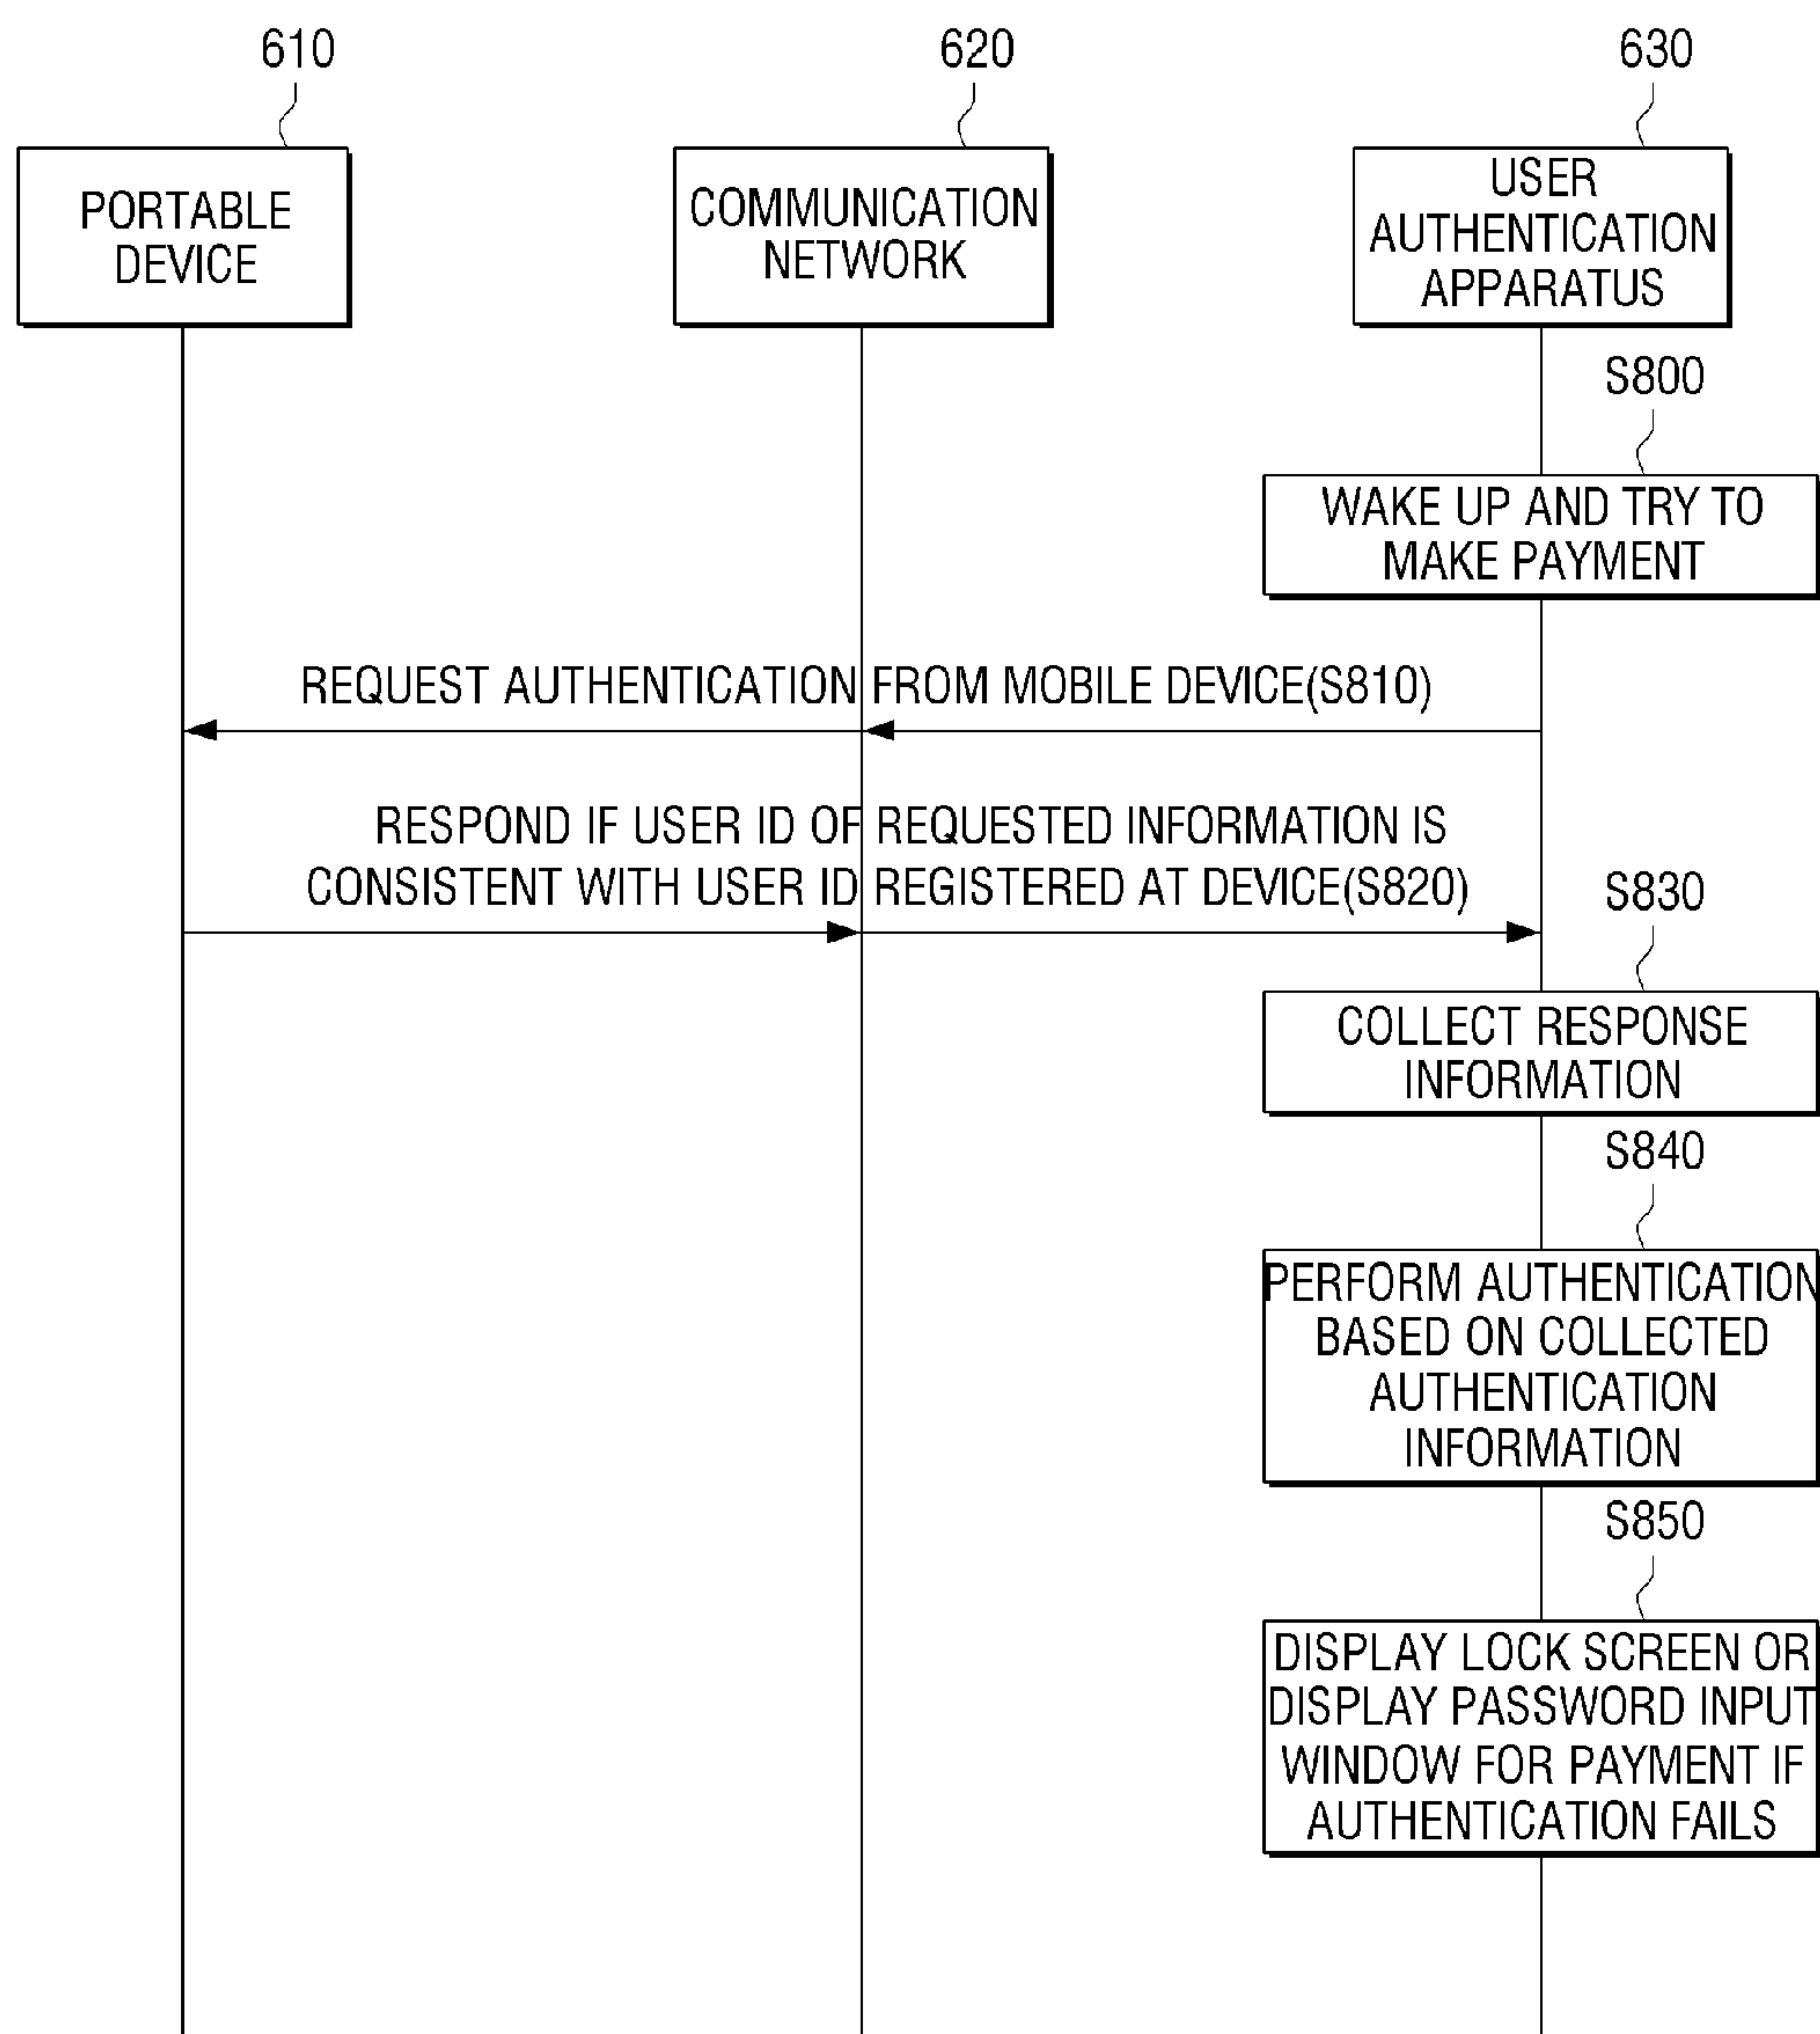 610
620
630
PORTABLE
DEVICE
COMMUNICATION
NETWORK
USER
AUTHENTICATION
APPARATUS
S800
WAKE UP AND TRY TO
MAKE PAYMENT
REQUEST AUTHENTICATION FROM MOBILE DEVICE(S810)
RESPOND IF USER ID OF REQUESTED INFORMATION IS
CONSISTENT WITH USER ID REGISTERED AT DEVICE(S820)
S830
COLLECT RESPONSE
INFORMATION
S840
PERFORM AUTHENTICATION
BASED ON COLLECTED
AUTHENTICATION
INFORMATION
S850
DISPLAY LOCK SCREEN OR
DISPLAY PASSWORD INPUT
WINDOW FOR PAYMENT IF
AUTHENTICATION FAILS